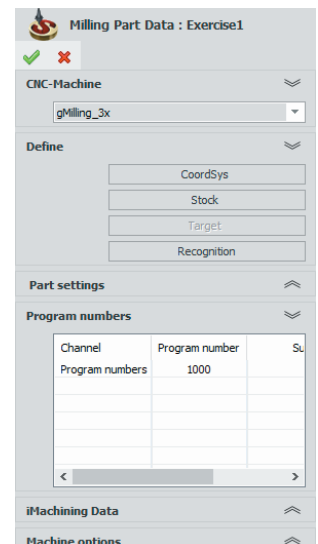 Milling Part Data : Exercise1
CNC-Machine
gMilling_3x
Define
CoordSys
Stock
Target
Recognition
Part settings
Program numbers
Channel Program number Su
Program numbers 1000
iMachining Data
Machine options